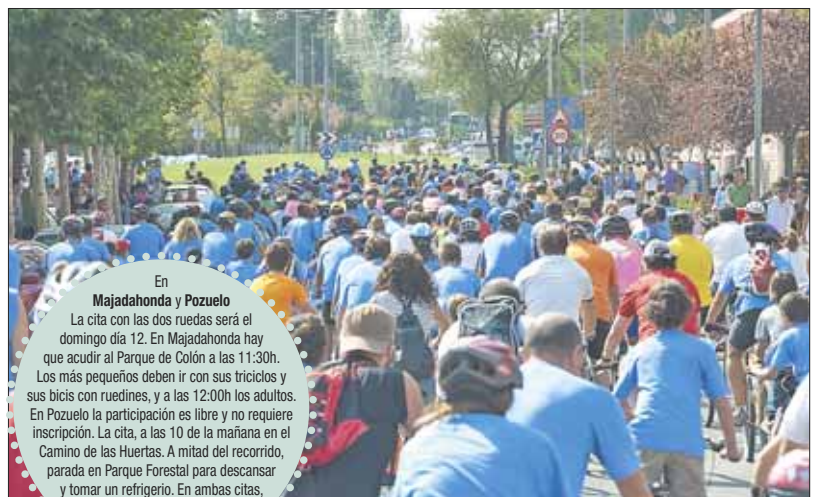 En
Majadahonda y Pozuelo
La cita con las dos ruedas será el
domingo día 12. En Majadahonda hay
que acudir al Parque de Colón a las 11:30h.
Los más pequeños deben ir con sus triciclos y
sus bicis con ruedines, y a las 12:00h los adultos.
En Pozuelo la participación es libre y no requiere
inscripción. La cita, a las 10 de la mañana en el
Camino de las Huertas. A mitad del recorrido,
parada en Parque Forestal para descansar
y tomar un refrigerio. En ambas citas,